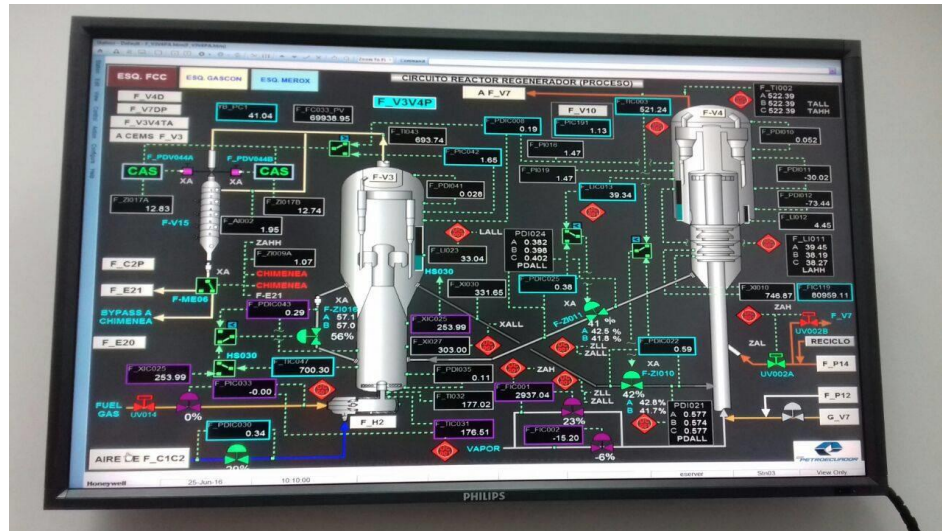 ESQ. FCC
ESQ. GASCON
ESQ. MEROX
CIRCUITO REACTOR REGENERADOR (PROCESO)
F_V4D
F_V7DP
F_V3V4TA
A CEMS F_V3
41.04
F_FC033_PV
69938.95
F_V3V4P
A F_V7
F_V10
F_TIC003
521.24
F_TI002
A 522.39
B 522.39 TALL
C 522.39 TAHH
F_PDV044A
F_PDV044B
CAS
CAS
XA
XA
F_ZI017A
12.83
F_ZI017B
12.74
F-V15
F_AI002
1.95
F_TI043
693.74
F_PIC042
1.65
F_PDIC008
0.19
F_PIC191
1.13
F_PI018
1.47
F_PI019
1.47
F-V3
F-V4
F_PDI041
0.028
F_LIC013
39.34
F_PDI010
0.052
F_PDI011
-30.02
F_PDI012
-73.44
F_LI012
4.45
F_LI011
A 39.45
B 38.19
C 38.27
LAHH
LALL
F_LI023
33.04
HS030
PDI024
A 0.382
B 0.398
C 0.402
PDALL
ZAHH
F_ZI009A
1.07
CHIMENEA
CHIMENEA
F-E21
XA
F_C2P
F_E21
F-ME06
BYPASS A
CHIMENEA
F_E20
F_PDIC043
0.29
XA
F-ZI016
A 57.1
B 57.0
56%
F_XI030
331.65
F_PDIC025
0.38
F_XI010
746.87
F_FIC119
80959.11
F_XIC025
253.99
F_XI027
303.00
XALL
XA
F-ZI011
41 %
A 42.5 %
B 41.8 %
ZLL
ZALL
ZAH
F_PDIC022
0.59
XA
F-ZI010
42%
A 42.8%
B 41.7%
ZLL
ZALL
ZAH
ZAL
UV002B
F_V7
RECICLO
UV002A
F_P14
F_P12
G_V7
HS030
F_TIC047
700.30
F_XIC025
253.99
F_PIC033
-0.00
FUEL
GAS
UV014
0%
F_PDI035
0.11
F_TI032
177.02
F_TIC031
176.51
F_H2
F_FIC001
2937.04
23%
F_FIC002
-15.20
-6%
VAPOR
PDI021
A 0.577
B 0.574
C 0.577
PDALL
F_PDIC030
0.34
AIRE DE F_C1C2
PETROECUADOR
Honeywell
25-Jun-16
10:10:00
eserver
Stn03
View Only
PHILIPS